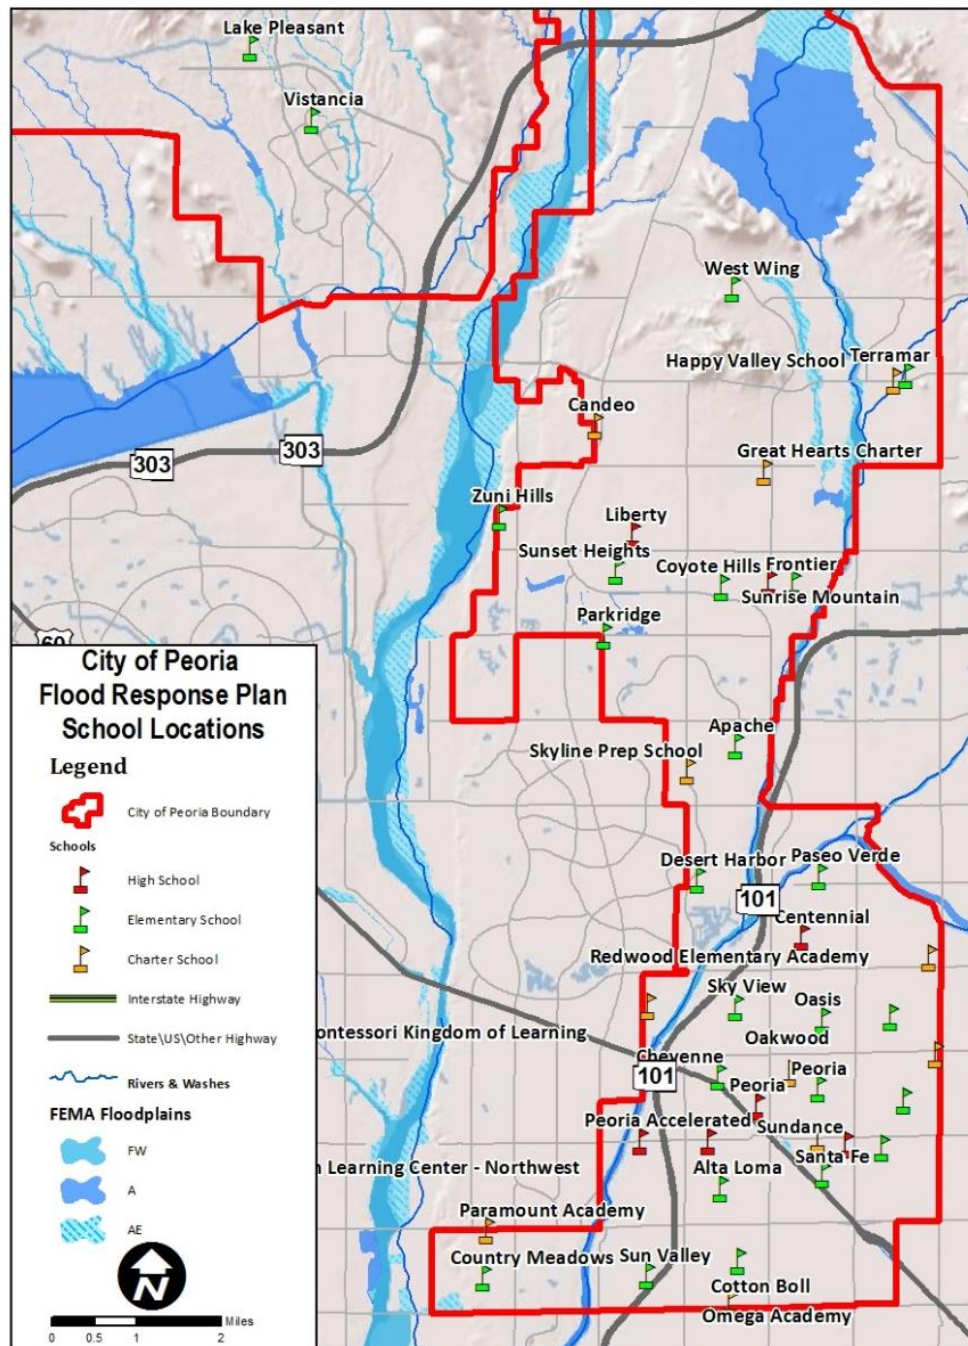 Lake Pleasant
Vistancia
West Wing
Happy Valley School
Terramar
Candeo
Great Hearts Charter
303
303
Zuni Hills
Liberty
Sunset Heights
Coyote Hills
Frontier
Sunrise Mountain
Parkridge
60
Apache
Skyline Prep School
Desert Harbor
Paseo Verde
101
Centennial
Redwood Elementary Academy
Sky View
Oasis
ontessori Kingdom of Learning
Oakwood
Cheyenne
101
Peoria
Peoria
Peoria Accelerated
Sundance
Santa Fe
n Learning Center - Northwest
Alta Loma
Paramount Academy
Country Meadows
Sun Valley
Cotton Boll
Omega Academy
City of Peoria
Flood Response Plan
School Locations
Legend
City of Peoria Boundary
Schools
High School
Elementary School
Charter School
Interstate Highway
State\US\Other Highway
Rivers & Washes
FEMA Floodplains
FW
A
AE
N
Miles
0 0.5 1 2